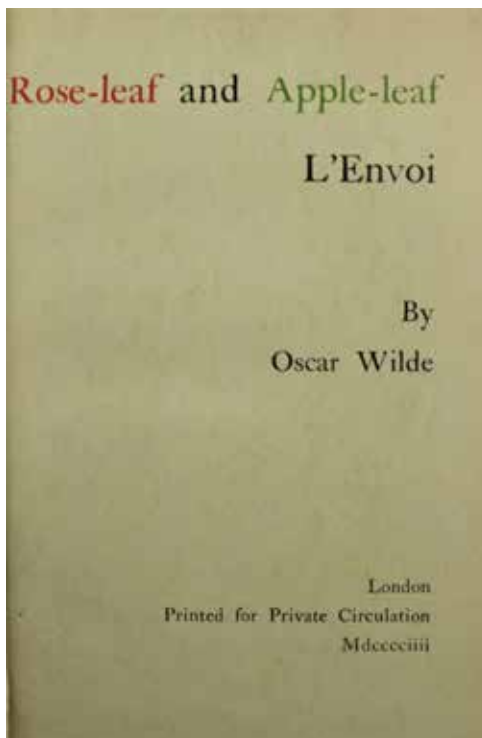 Rose-leaf and Apple-leaf
L'Envoi
By
Oscar Wilde
London
Printed for Private Circulation
Mdcccciiii